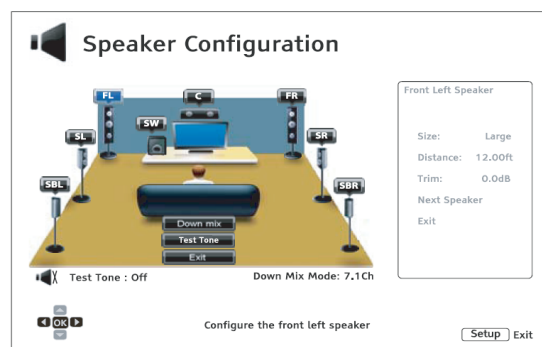 Speaker Configuration
FL
C
FR
SW
SL
SR
SBL
SBR
Down mix
Test Tone
Exit
Test Tone : Off
Down Mix Mode: 7.1Ch
Front Left Speaker
Size: Large
Distance: 12.00ft
Trim: 0.0dB
Next Speaker
Exit
OK
Configure the front left speaker
Setup Exit